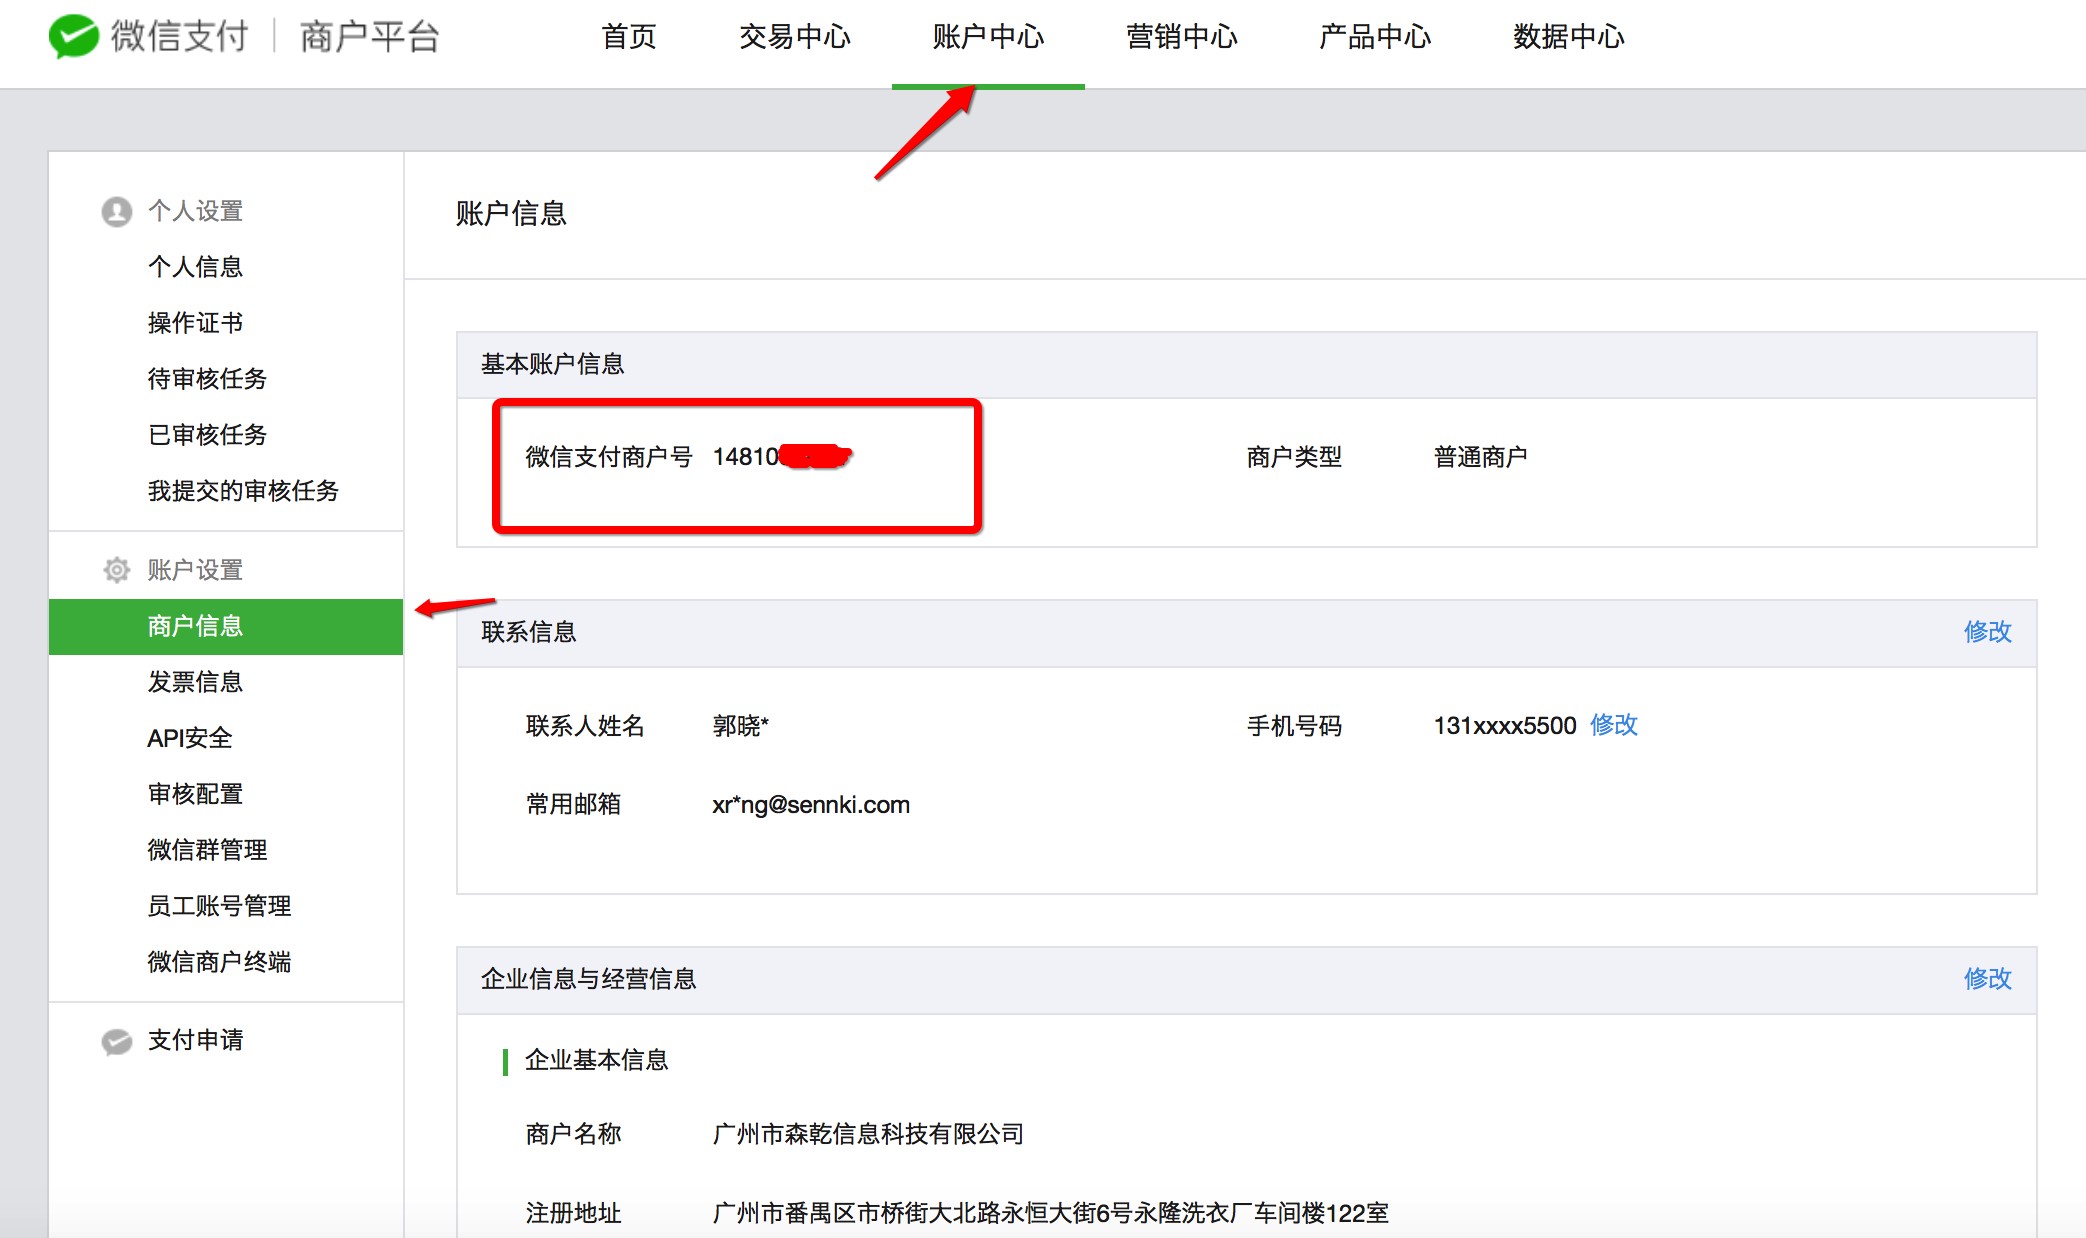 微信支付 | 商户平台 首页 交易中心 账户中心 营销中心 产品中心 数据中心
个人设置
个人信息
操作证书
待审核任务
已审核任务
我提交的审核任务
账户设置
商户信息
发票信息
API安全
审核配置
微信群管理
员工账号管理
微信商户终端
支付申请
账户信息
基本账户信息
微信支付商户号 14810
商户类型 普通商户
联系信息 修改
联系人姓名 郭晓*
手机号码 131xxxx5500 修改
常用邮箱 xr*ng@sennki.com
企业信息与经营信息 修改
企业基本信息
商户名称 广州市森乾信息科技有限公司
注册地址 广州市番禺区市桥街大北路永恒大街6号永隆洗衣厂车间楼122室